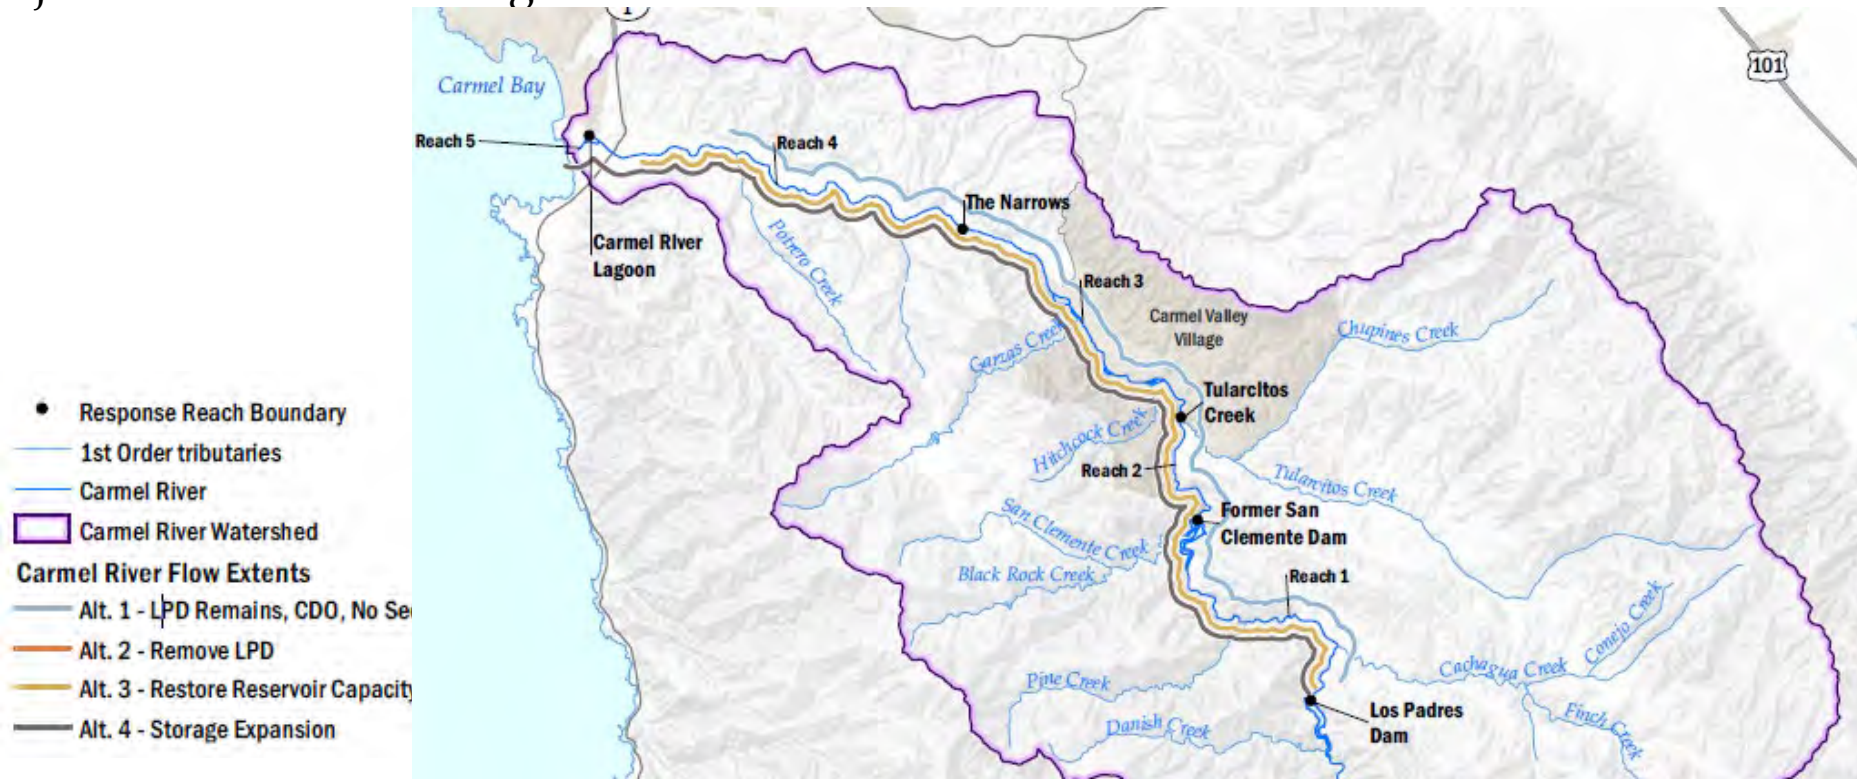 1
101
Carmel Bay
Reach 5
Reach 4
The Narrows
Carmel River
Lagoon
Potrero Creek
Reach 3
Carmel Valley
Village
Garzas Creek
Chupines Creek
Tularcitos
Creek
Hitchcock Creek
Reach 2
Tularcitos Creek
Former San
Clemente Dam
San Clemente Creek
Black Rock Creek
Reach 1
Conejo Creek
Cachagua Creek
Pine Creek
Danish Creek
Los Padres
Dam
Finch Creek
Response Reach Boundary
1st Order tributaries
Carmel River
Carmel River Watershed
Carmel River Flow Extents
Alt. 1 - LPD Remains, CDO, No Se
Alt. 2 - Remove LPD
Alt. 3 - Restore Reservoir Capacity
Alt. 4 - Storage Expansion